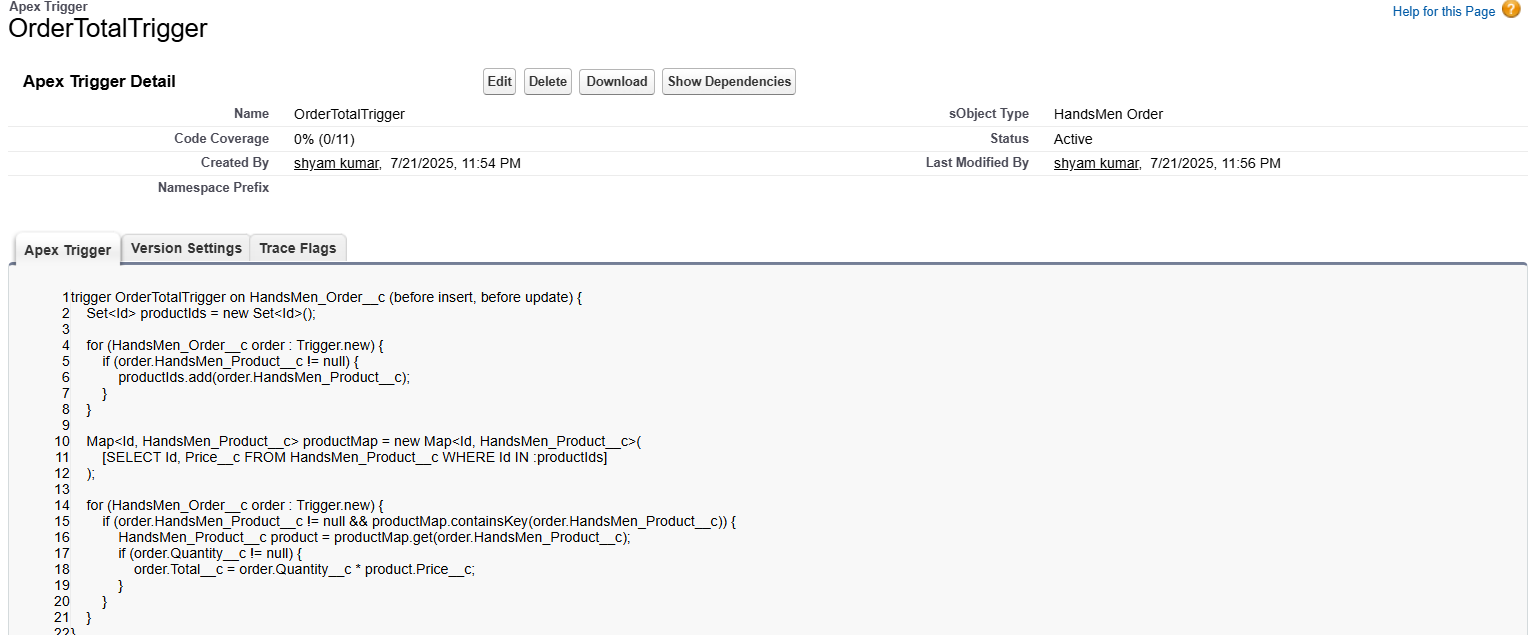 Apex Trigger
OrderTotalTrigger
Help for this Page ?
Apex Trigger Detail
Edit Delete Download Show Dependencies
Name OrderTotalTrigger sObject Type HandsMen Order
Code Coverage 0% (0/11) Status Active
Created By shyam kumar, 7/21/2025, 11:54 PM Last Modified By shyam kumar, 7/21/2025, 11:56 PM
Namespace Prefix
Apex Trigger Version Settings Trace Flags
1 trigger OrderTotalTrigger on HandsMen_Order__c (before insert, before update) {
2 Set<Id> productIds = new Set<Id>();
3
4 for (HandsMen_Order__c order : Trigger.new) {
5 if (order.HandsMen_Product__c != null) {
6 productIds.add(order.HandsMen_Product__c);
7 }
8 }
9
10 Map<Id, HandsMen_Product__c> productMap = new Map<Id, HandsMen_Product__c>(
11 [SELECT Id, Price__c FROM HandsMen_Product__c WHERE Id IN :productIds]
12 );
13
14 for (HandsMen_Order__c order : Trigger.new) {
15 if (order.HandsMen_Product__c != null && productMap.containsKey(order.HandsMen_Product__c)) {
16 HandsMen_Product__c product = productMap.get(order.HandsMen_Product__c);
17 if (order.Quantity__c != null) {
18 order.Total__c = order.Quantity__c * product.Price__c;
19 }
20 }
21 }
22 }